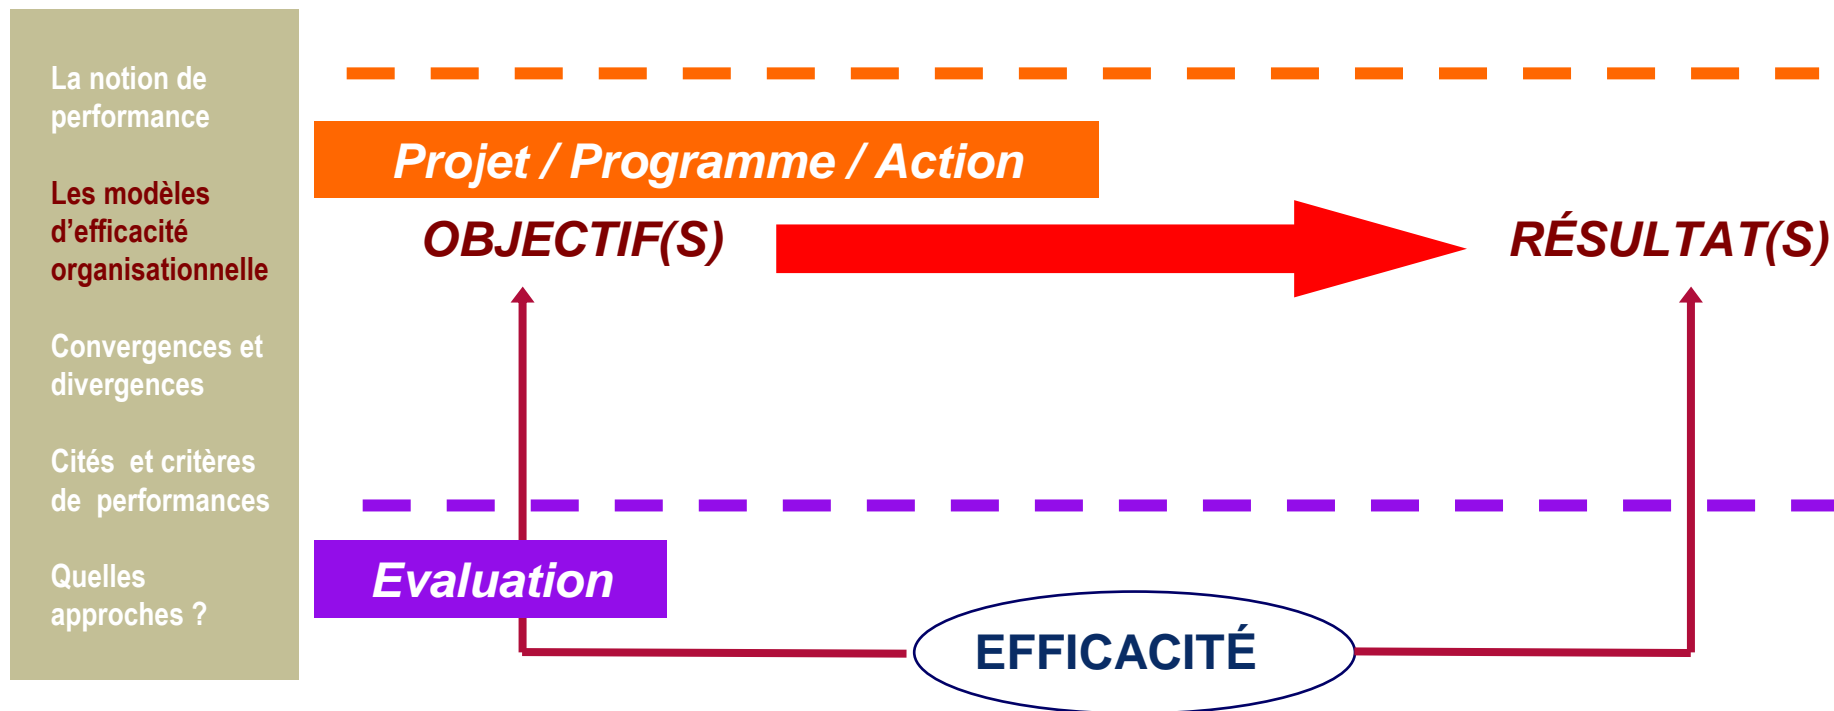 La notion de
performance
Les modèles
d’efficacité
organisationnelle
Convergences et
divergences
Cités et critères
de performances
Quelles
approches ?
Projet / Programme / Action
OBJECTIF(S)
RÉSULTAT(S)
Evaluation
EFFICACITÉ